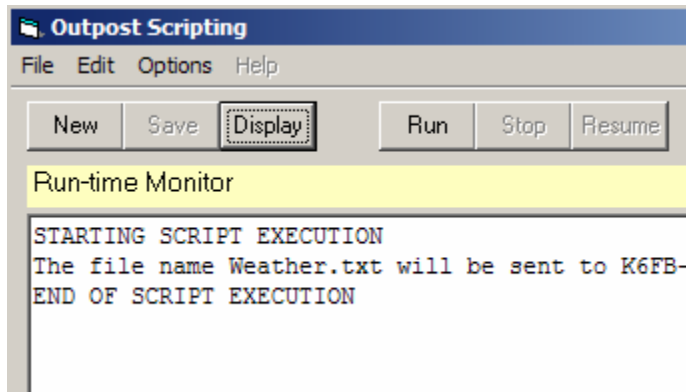 Outpost Scripting
File Edit Options Help
New Save Display Run Stop Resume
Run-time Monitor
STARTING SCRIPT EXECUTION
The file name Weather.txt will be sent to K6FB-
END OF SCRIPT EXECUTION